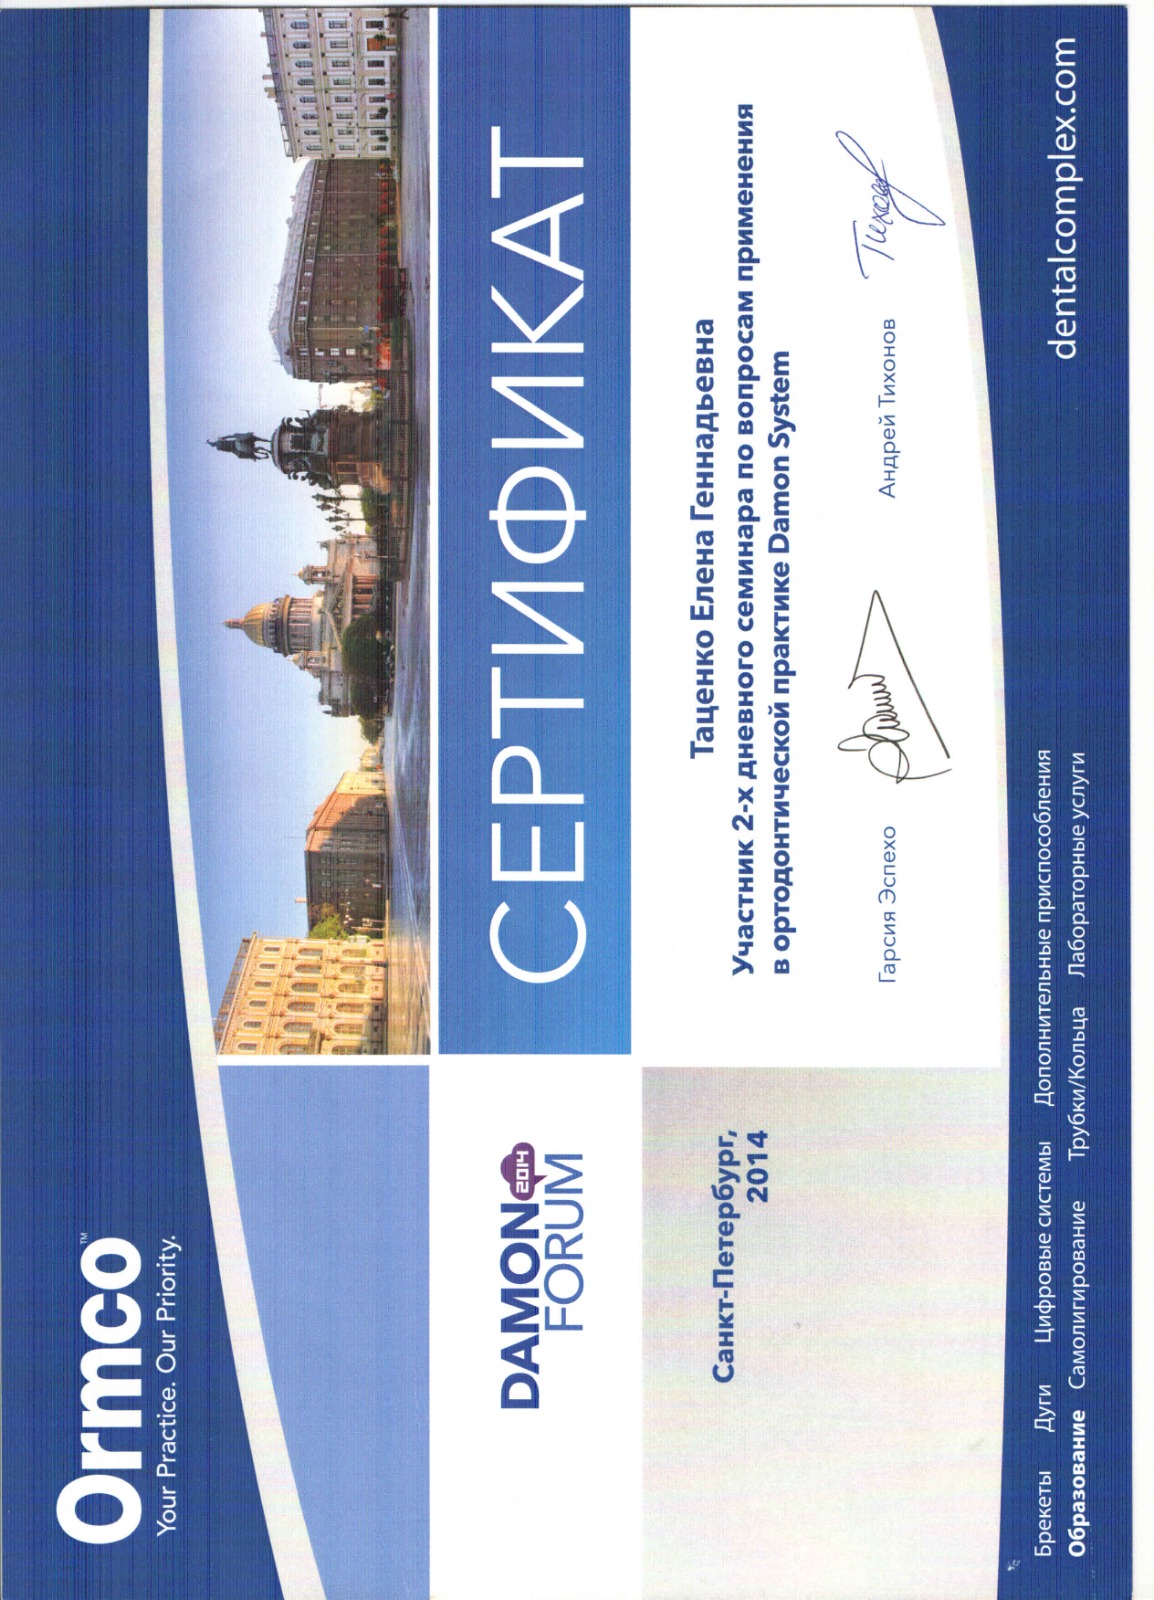 Ormco™
Your Practice. Our Priority.
DAMON 2014
FORUM
СЕРТИФИКАТ
Санкт-Петербург,
2014
Таценко Елена Геннадьевна
Участник 2-х дневного семинара по вопросам применения
в ортодонтической практике Damon System
Гарсия Эспехо
Андрей Тихонов
Брекеты Дуги Цифровые системы Дополнительные приспособления
Образование Самолигирование Трубки/Кольца Лабораторные услуги
dentalcomplex.com